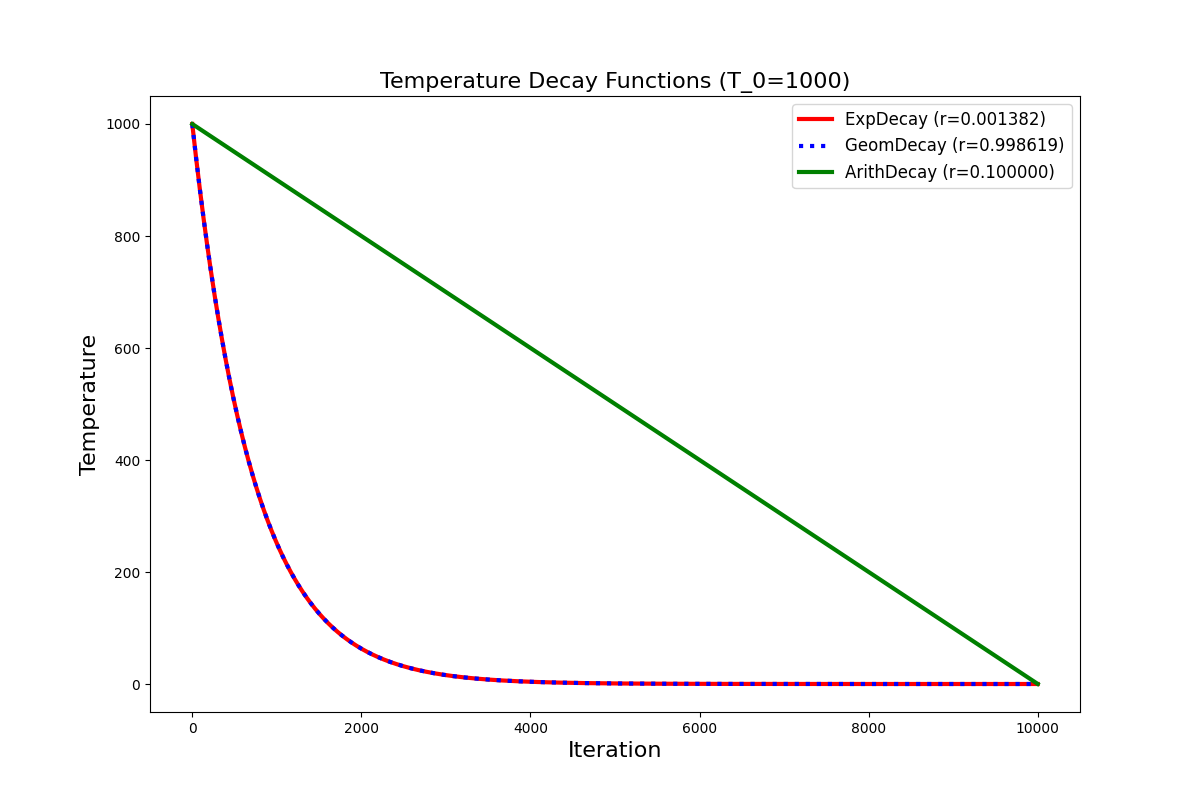 Temperature Decay Functions (T_0=1000)
ExpDecay (r=0.001382)
GeomDecay (r=0.998619)
ArithDecay (r=0.100000)
Temperature
1000
800
600
400
200
0
0 2000 4000 6000 8000 10000
Iteration